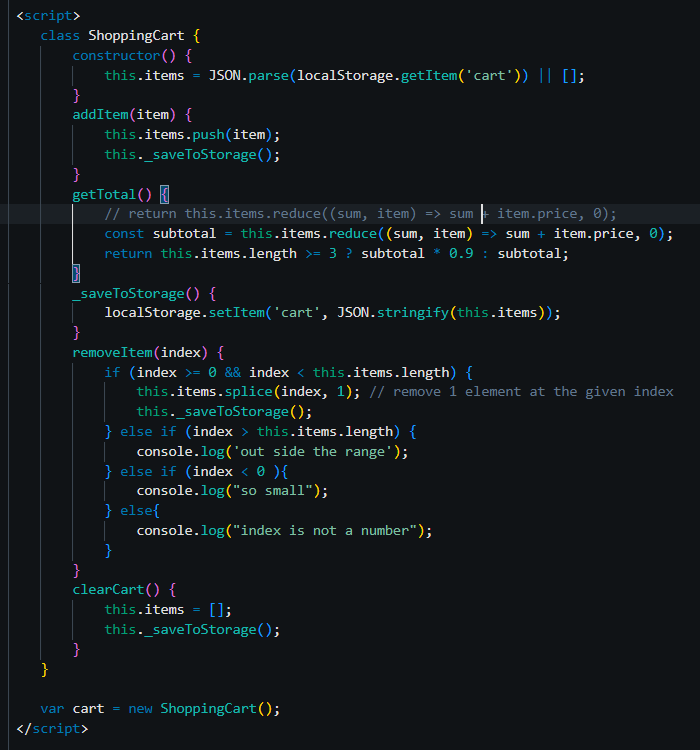 <script>
class ShoppingCart {
constructor() {
this.items = JSON.parse(localStorage.getItem('cart')) || [];
}
addItem(item) {
this.items.push(item);
this._saveToStorage();
}
getTotal() {
// return this.items.reduce((sum, item) => sum + item.price, 0);
const subtotal = this.items.reduce((sum, item) => sum + item.price, 0);
return this.items.length >= 3 ? subtotal * 0.9 : subtotal;
}
_saveToStorage() {
localStorage.setItem('cart', JSON.stringify(this.items));
}
removeItem(index) {
if (index >= 0 && index < this.items.length) {
this.items.splice(index, 1); // remove 1 element at the given index
this._saveToStorage();
} else if (index > this.items.length) {
console.log('out side the range');
} else if (index < 0 ){
console.log("so small");
} else{
console.log("index is not a number");
}
}
clearCart() {
this.items = [];
this._saveToStorage();
}
}
var cart = new ShoppingCart();
</script>